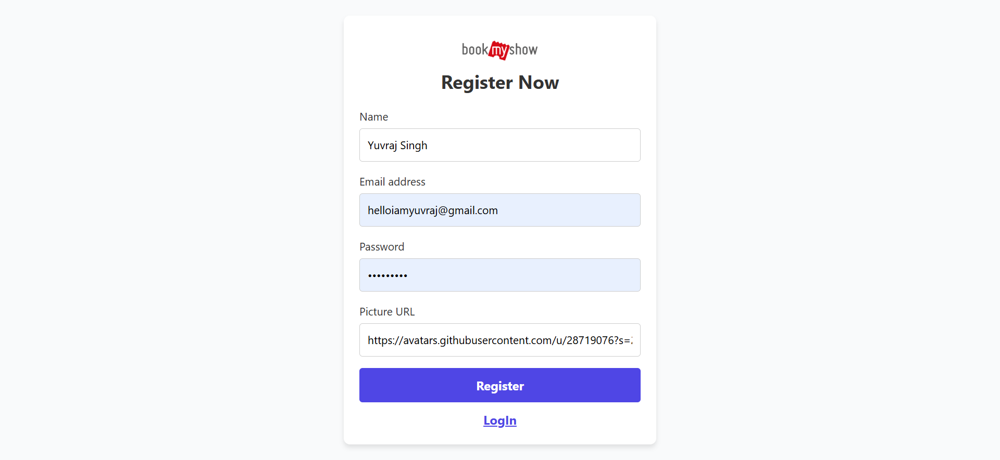 bookmyshow
Register Now
Name
Yuvraj Singh
Email address
helloiamyuvraj@gmail.com
Password
•••••••••
Picture URL
https://avatars.githubusercontent.com/u/28719076?s=
Register
LogIn